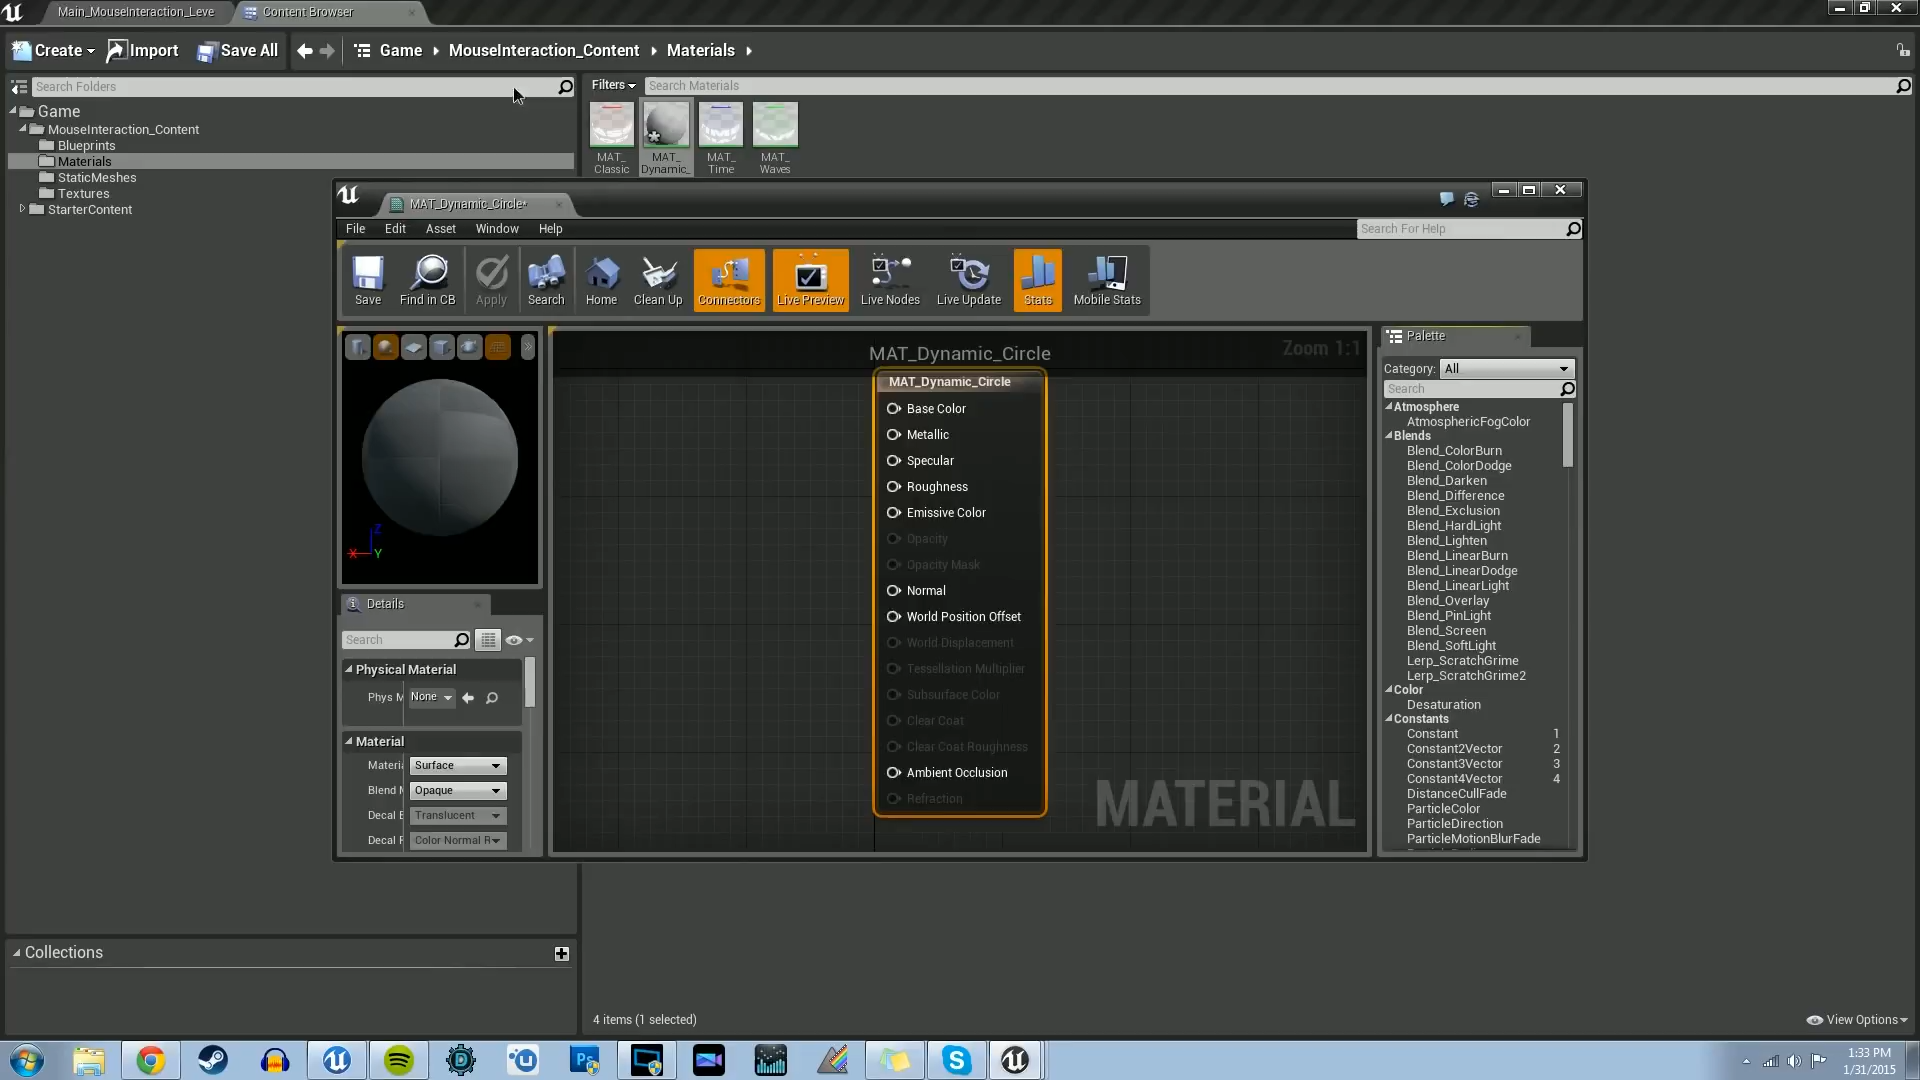 Main_MouseInteraction_Leve
Content Browser
Create
Import
Save All
Game
MouseInteraction_Content
Materials
Search Folders
Filters
Search Materials
Game
MouseInteraction_Content
Blueprints
Materials
StaticMeshes
Textures
StarterContent
MAT_
Classic
MAT_
Dynamic_
MAT_
Time
MAT_
Waves
MAT_Dynamic_Circle*
File
Edit
Asset
Window
Help
Search For Help
Save
Find in CB
Apply
Search
Home
Clean Up
Connectors
Live Preview
Live Nodes
Live Update
Stats
Mobile Stats
Z
X
Y
Details
Search
Physical Material
Phys M
None
Material
Materi
Surface
Blend M
Opaque
Decal B
Translucent
Decal R
Color Normal R
MAT_Dynamic_Circle
Zoom 1:1
MAT_Dynamic_Circle
Base Color
Metallic
Specular
Roughness
Emissive Color
Opacity
Opacity Mask
Normal
World Position Offset
World Displacement
Tessellation Multiplier
Subsurface Color
Clear Coat
Clear Coat Roughness
Ambient Occlusion
Refraction
MATERIAL
Palette
Category:
All
Search
Atmosphere
AtmosphericFogColor
Blends
Blend_ColorBurn
Blend_ColorDodge
Blend_Darken
Blend_Difference
Blend_Exclusion
Blend_HardLight
Blend_Lighten
Blend_LinearBurn
Blend_LinearDodge
Blend_LinearLight
Blend_Overlay
Blend_PinLight
Blend_Screen
Blend_SoftLight
Lerp_ScratchGrime
Lerp_ScratchGrime2
Color
Desaturation
Constants
Constant 1
Constant2Vector 2
Constant3Vector 3
Constant4Vector 4
DistanceCullFade
ParticleColor
ParticleDirection
ParticleMotionBlurFade
Collections
4 items (1 selected)
View Options
Ps
1:33 PM
1/31/2015